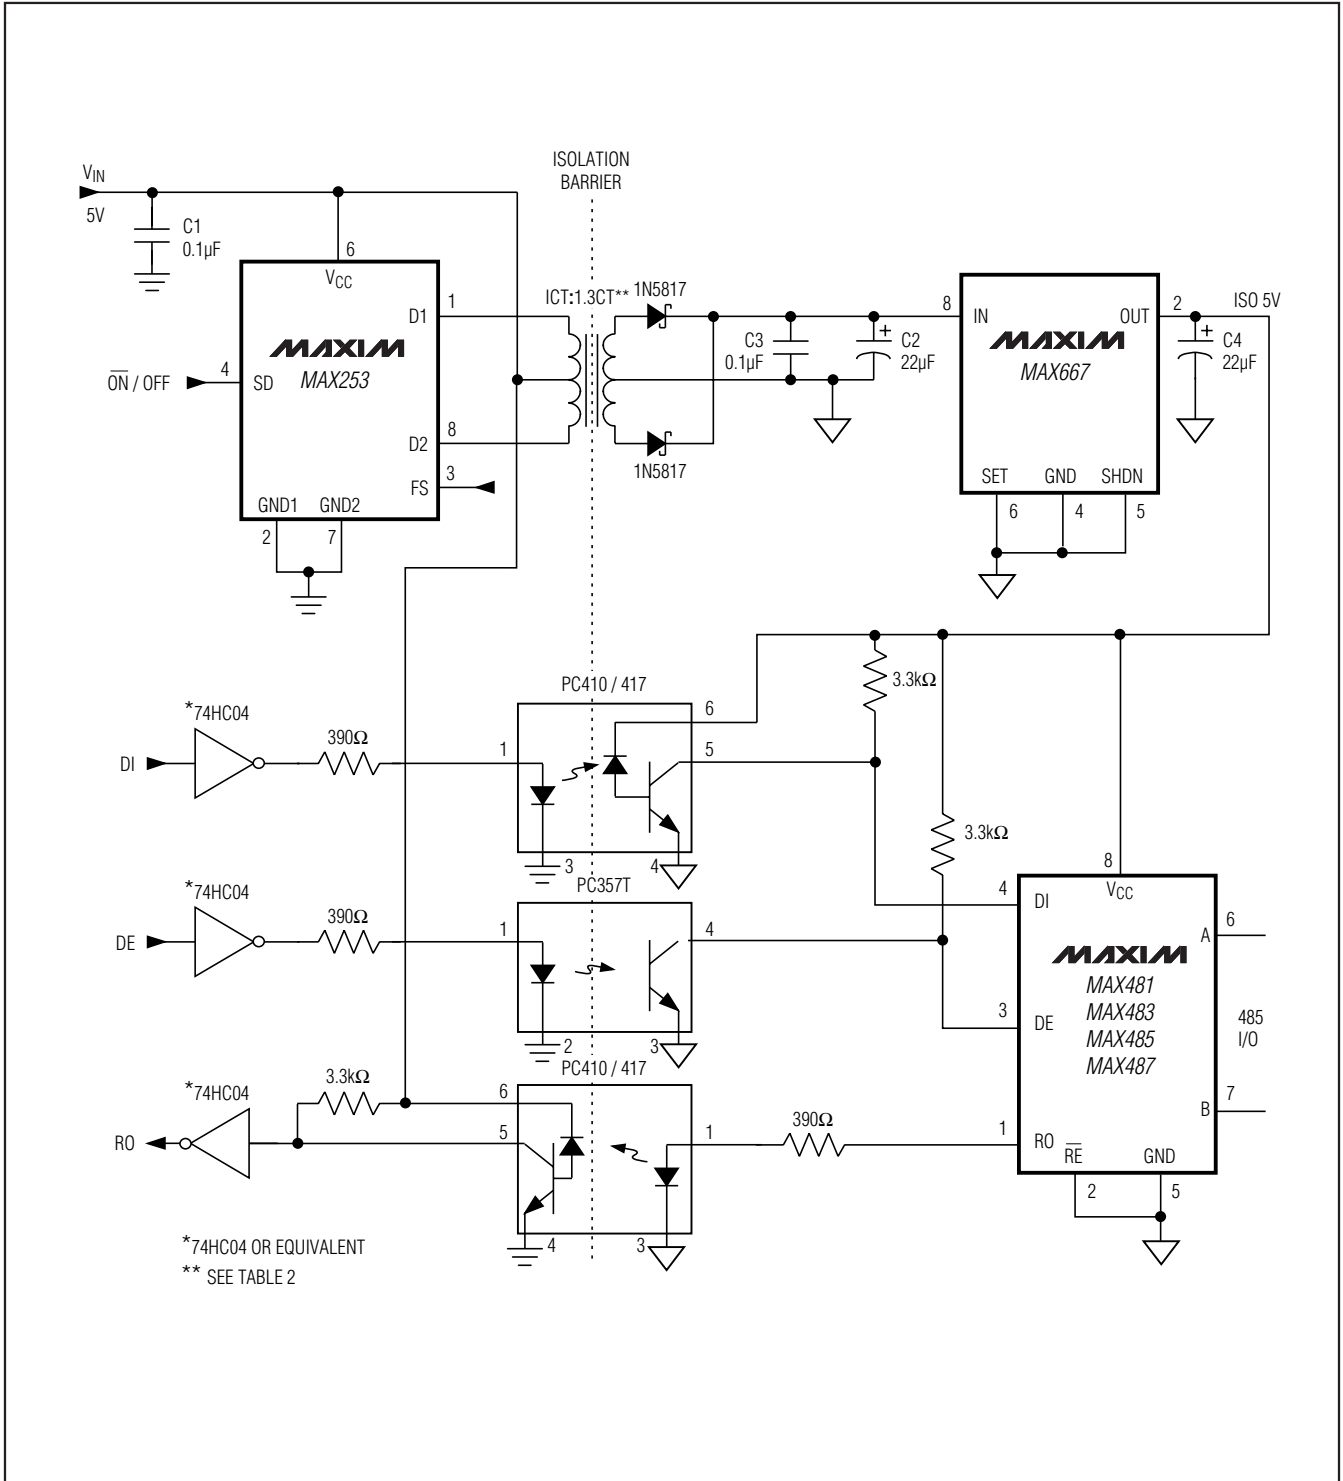 VIN
5V
C1
0.1µF
ISOLATION
BARRIER
6
VCC
1
D1
MAXIM
MAX253
ON / OFF
4
SD
8
D2
3
FS
GND1
GND2
2
7
ICT:1.3CT**
1N5817
1N5817
C3
0.1µF
+
C2
22µF
8
IN
OUT
MAXIM
MAX667
SET
GND
SHDN
6
4
5
2
ISO 5V
+
C4
22µF
PC410 / 417
6
3.3kΩ
*74HC04
DI
390Ω
1
5
3
4
3.3kΩ
PC357T
*74HC04
DE
390Ω
1
4
2
3
8
VCC
4
DI
MAXIM
MAX481
MAX483
MAX485
MAX487
3
DE
A
6
485
I/O
B
7
PC410 / 417
*74HC04
RO
3.3kΩ
6
5
1
390Ω
1
RO
RE
GND
2
5
4
3
*74HC04 OR EQUIVALENT
** SEE TABLE 2